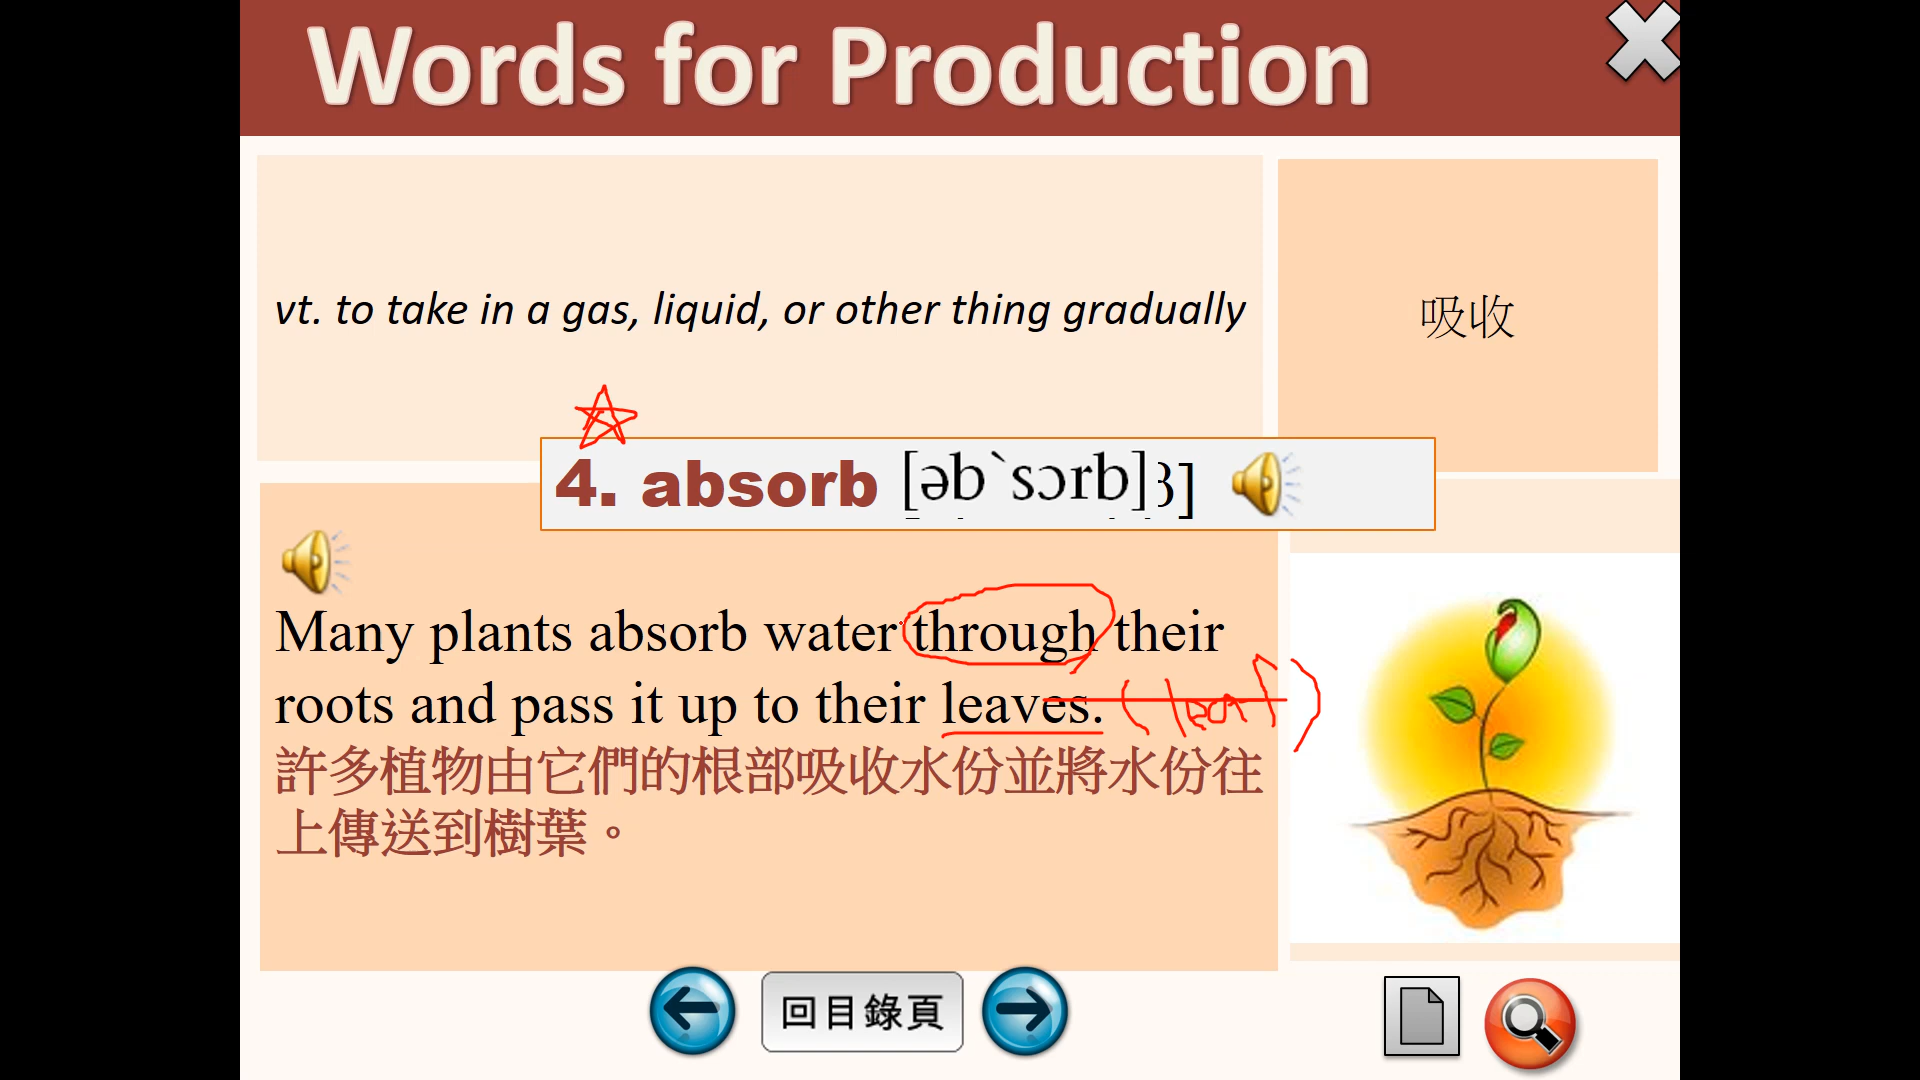 Words for Production
vt. to take in a gas, liquid, or other thing gradually
吸收
4. absorb [əbˋsɔrb]
Many plants absorb water through their
roots and pass it up to their leaves. (leaf)
許多植物由它們的根部吸收水份並將水份往
上傳送到樹葉。
回目錄頁